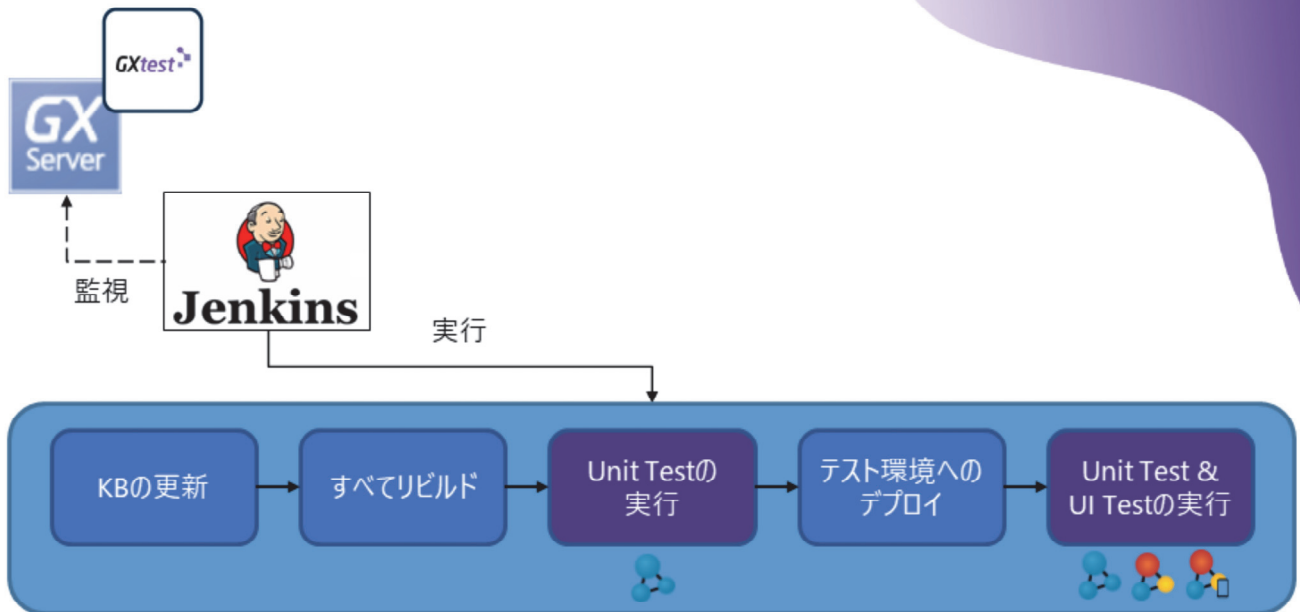 GXtest
GX
Server
監視
Jenkins
実行
KBの更新
すべてリビルド
Unit Testの
実行
テスト環境への
デプロイ
Unit Test &
UI Testの実行